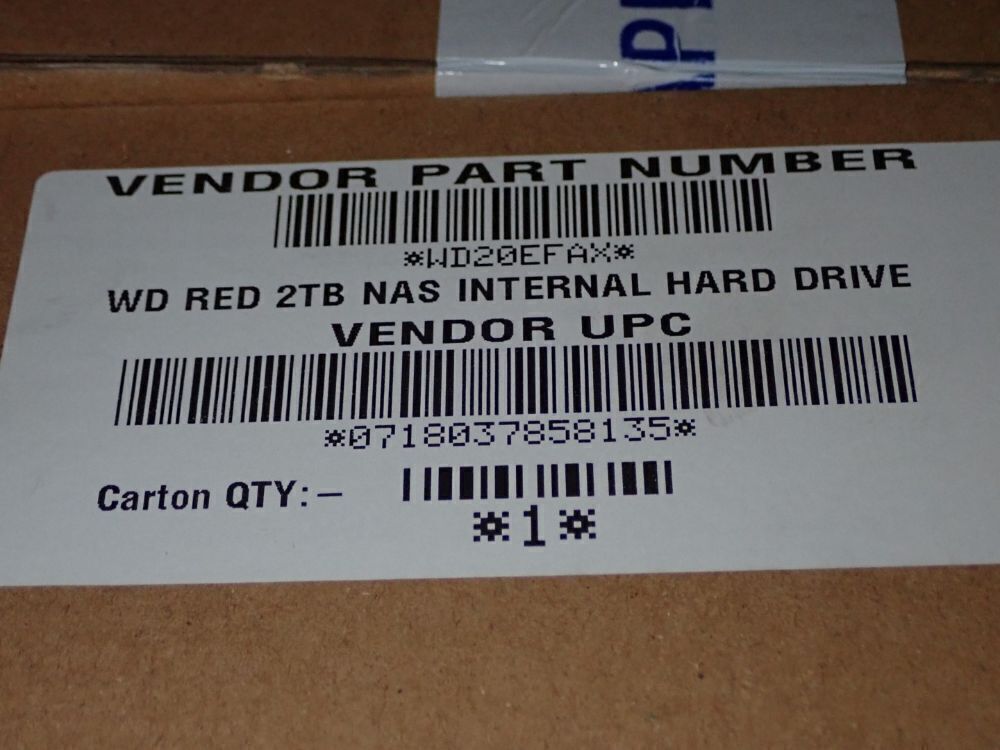 VENDOR PART NUMBER
*WD20EFAX*
WD RED 2TB NAS INTERNAL HARD DRIVE
VENDOR UPC
*0718037858135*
Carton QTY:-
*1*